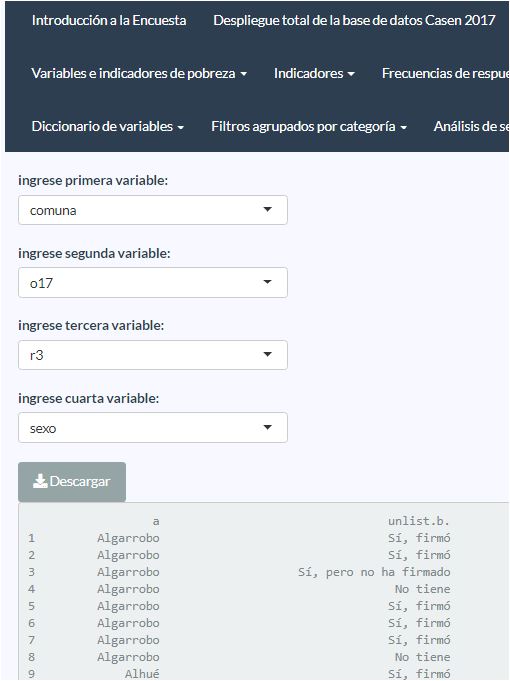 Introducción a la Encuesta Despliegue total de la base de datos Casen 2017
Variables e indicadores de pobreza Indicadores Frecuencias de respue
Diccionario de variables Filtros agrupados por categoría Análisis de se
ingrese primera variable:
comuna
ingrese segunda variable:
o17
ingrese tercera variable:
r3
ingrese cuarta variable:
sexo
Descargar
a unlist.b.
1 Algarrobo Sí, firmó
2 Algarrobo Sí, firmó
3 Algarrobo Sí, pero no ha firmado
4 Algarrobo No tiene
5 Algarrobo Sí, firmó
6 Algarrobo Sí, firmó
7 Algarrobo Sí, firmó
8 Algarrobo No tiene
9 Alhué Sí, firmó